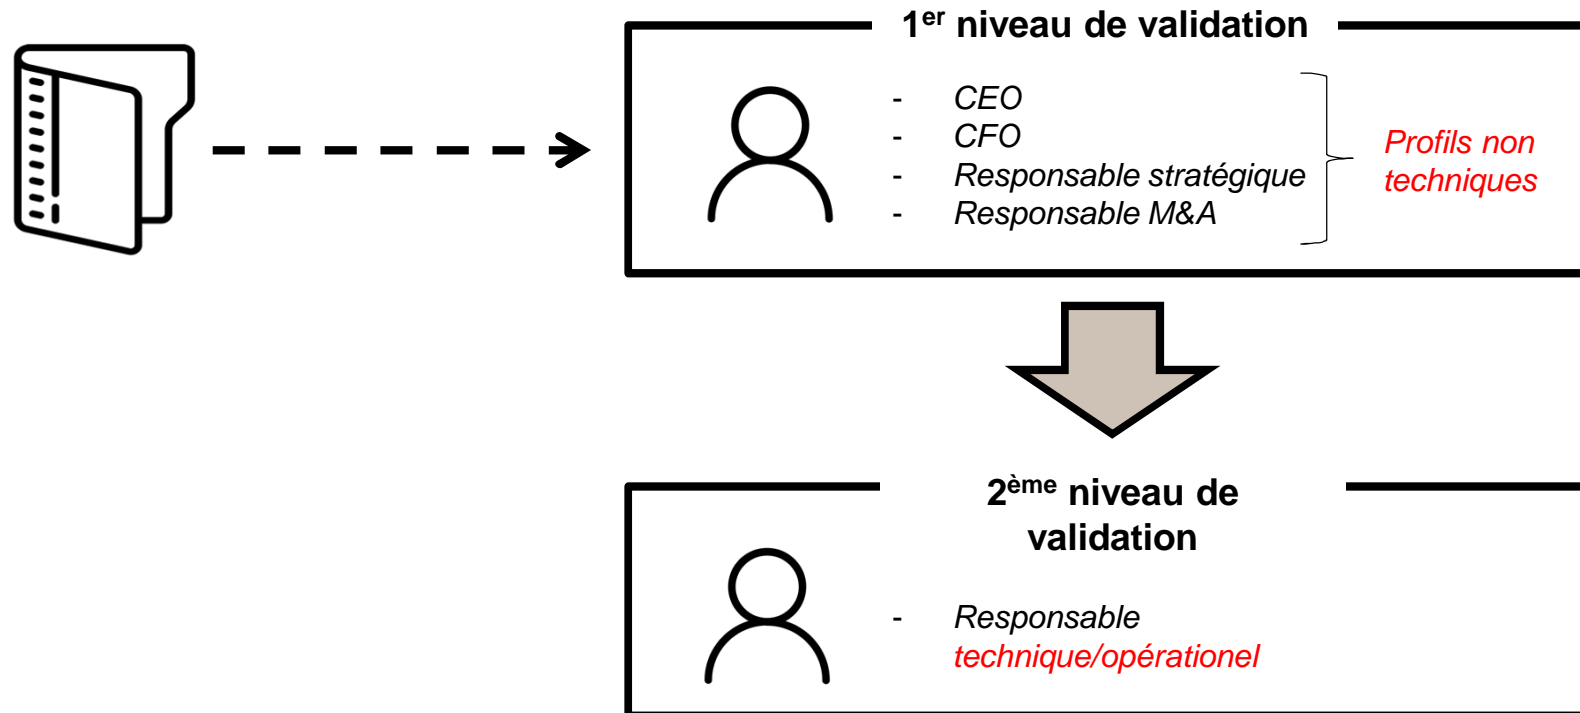 1er niveau de validation
- CEO
- CFO
- Responsable stratégique
- Responsable M&A
Profils non
techniques
2ème niveau de
validation
- Responsable
technique/opérationel